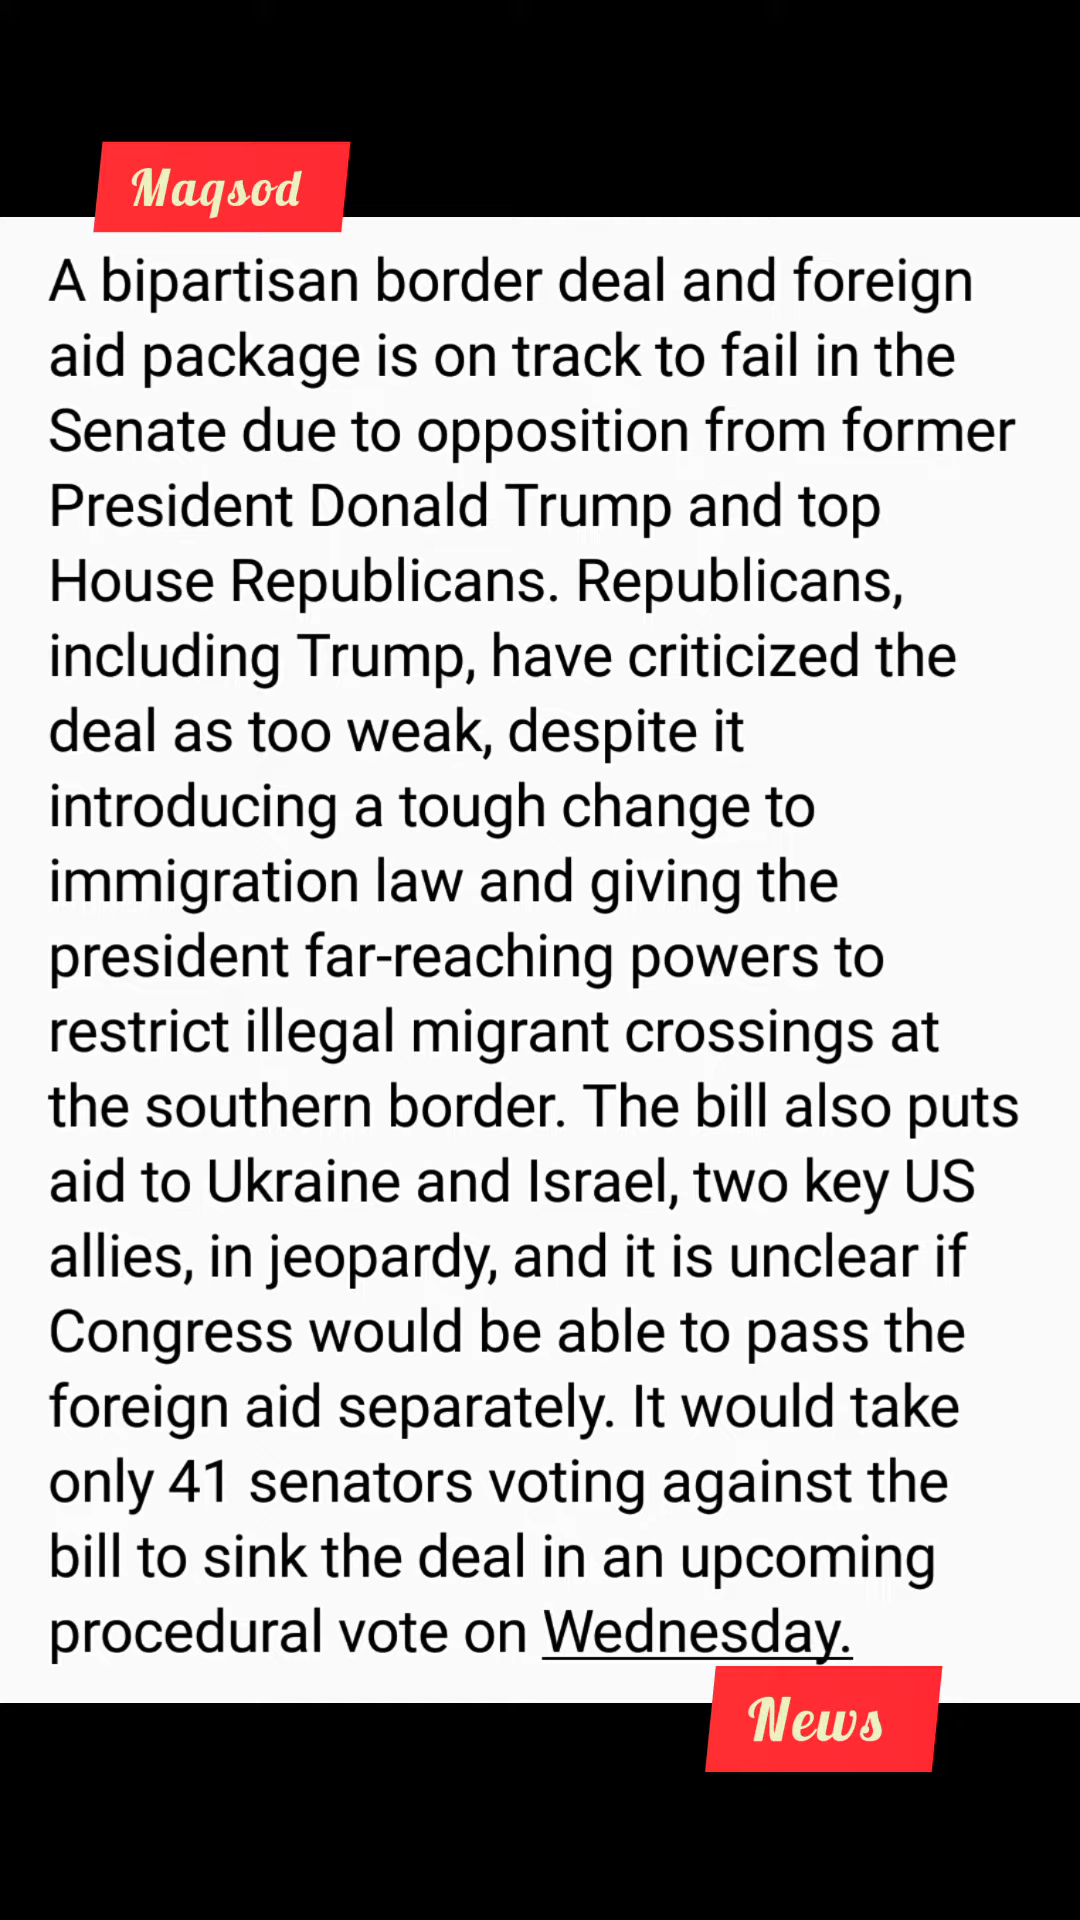 Maqsod
A bipartisan border deal and foreign
aid package is on track to fail in the
Senate due to opposition from former
President Donald Trump and top
House Republicans. Republicans,
including Trump, have criticized the
deal as too weak, despite it
introducing a tough change to
immigration law and giving the
president far-reaching powers to
restrict illegal migrant crossings at
the southern border. The bill also puts
aid to Ukraine and Israel, two key US
allies, in jeopardy, and it is unclear if
Congress would be able to pass the
foreign aid separately. It would take
only 41 senators voting against the
bill to sink the deal in an upcoming
procedural vote on Wednesday.
News